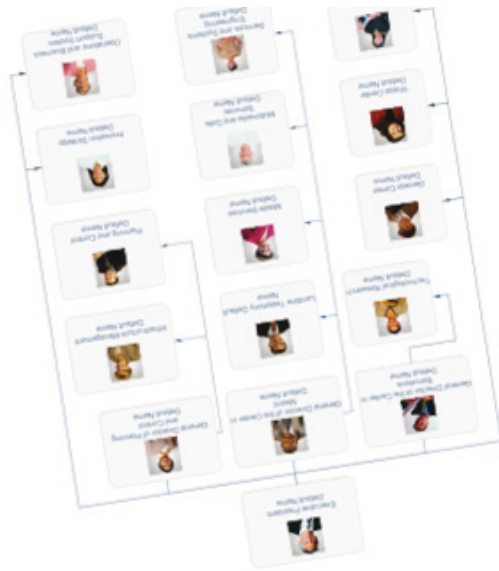 Executive President
Default Name
General Director of the Center in
Barcelona
Default Name
General Director of the Center in
Madrid
Default Name
General Director of Planning
and Control
Default Name
Technological Research
Default Name
Landline Telephony Default
Name
Infrastructure Management
Default Name
Default Name
Mobile Services
Default Name
Planning and Control
Default Name
Default Name
Multimedia and Data
Services
Default Name
Innovation Strategy
Default Name
Services and Systems
Engineering
Default Name
Operations and Business
Support System
Default Name